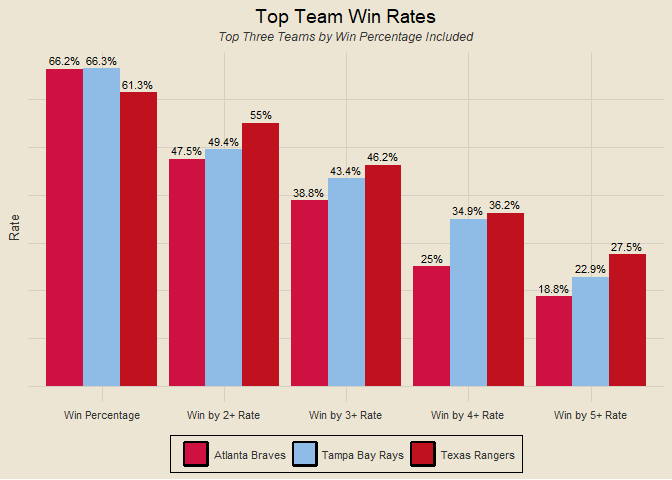 Top Team Win Rates
Top Three Teams by Win Percentage Included
66.2% 66.3% 61.3%
47.5% 49.4% 55%
38.8% 43.4% 46.2%
25% 34.9% 36.2%
18.8% 22.9% 27.5%
Rate
Win Percentage Win by 2+ Rate Win by 3+ Rate Win by 4+ Rate Win by 5+ Rate
Atlanta Braves Tampa Bay Rays Texas Rangers